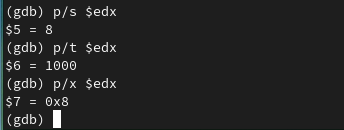 (gdb) p/s $edx
$5 = 8
(gdb) p/t $edx
$6 = 1000
(gdb) p/x $edx
$7 = 0x8
(gdb)